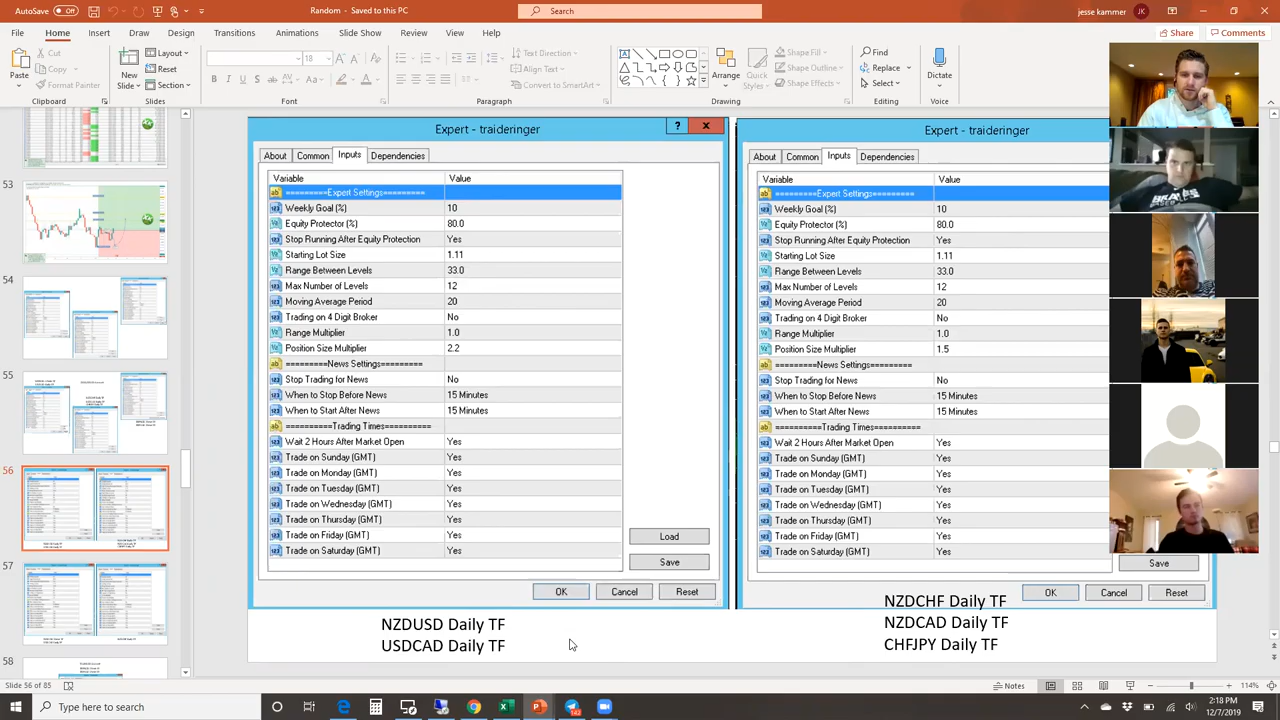 AutoSave Off
Random - Saved to this PC
Search
jesse k JK
File Home Insert Draw Design Transitions Animations Slide Show Review View Help
Share Comments
Paste
Cut
Copy
Format Painter
Clipboard
New
Slide
Layout
Reset
Section
Slides
18
Font
Text Direction
Align Text
Convert to SmartArt
Paragraph
Arrange
Quick
Styles
Shape Fill
Shape Outline
Shape Effects
Drawing
Find
Replace
Select
Editing
Dictate
Voice
53
54
55
56
57
58
Expert - traideringer
? X
About Common Inputs Dependencies
Variable Value
=========Expert Settings=========
Weekly Goal (%) 10
Equity Protector (%) 80.0
Stop Running After Equity Protection Yes
Starting Lot Size 1.11
Range Between Levels 33.0
Max Number of Levels 12
Moving Average Period 20
Trading on 4 Digit Broker No
Range Multiplier 1.0
Position Size Multiplier 2.2
=========News Settings=========
Stop Trading for News No
When to Stop Before News 15 Minutes
When to Start After News 15 Minutes
==========Trading Times==========
Wait 2 Hours After Market Open Yes
Trade on Sunday (GMT) Yes
Trade on Monday (GMT) Yes
Trade on Tuesday (GMT) Yes
Trade on Wednesday (GMT) Yes
Trade on Thursday (GMT) Yes
Trade on Friday (GMT) Yes
Trade on Saturday (GMT) Yes
Load
Save
OK Cancel Reset
NZDUSD Daily TF
USDCAD Daily TF
Expert - traideringer
About Common Inputs Dependencies
Variable Value
=========Expert Settings=========
Weekly Goal (%) 10
Equity Protector (%) 80.0
Stop Running After Equity Protection Yes
Starting Lot Size 1.11
Range Between Levels 33.0
Max Number of Levels 12
Moving Average Period 20
Trading on 4 Digit Broker No
Range Multiplier 1.0
Position Size Multiplier 1.5
=========News Settings=========
Stop Trading for News No
When to Stop Before News 15 Minutes
When to Start After News 15 Minutes
==========Trading Times==========
Wait 2 Hours After Market Open Yes
Trade on Sunday (GMT) Yes
Trade on Monday (GMT) Yes
Trade on Tuesday (GMT) Yes
Trade on Wednesday (GMT) Yes
Trade on Thursday (GMT) Yes
Trade on Friday (GMT) Yes
Trade on Saturday (GMT) Yes
Save
OK Cancel Reset
NZDCHF Daily TF
NZDCAD Daily TF
CHFJPY Daily TF
Slide 56 of 85
Notes
114%
Type here to search
2:18 PM
12/7/2019